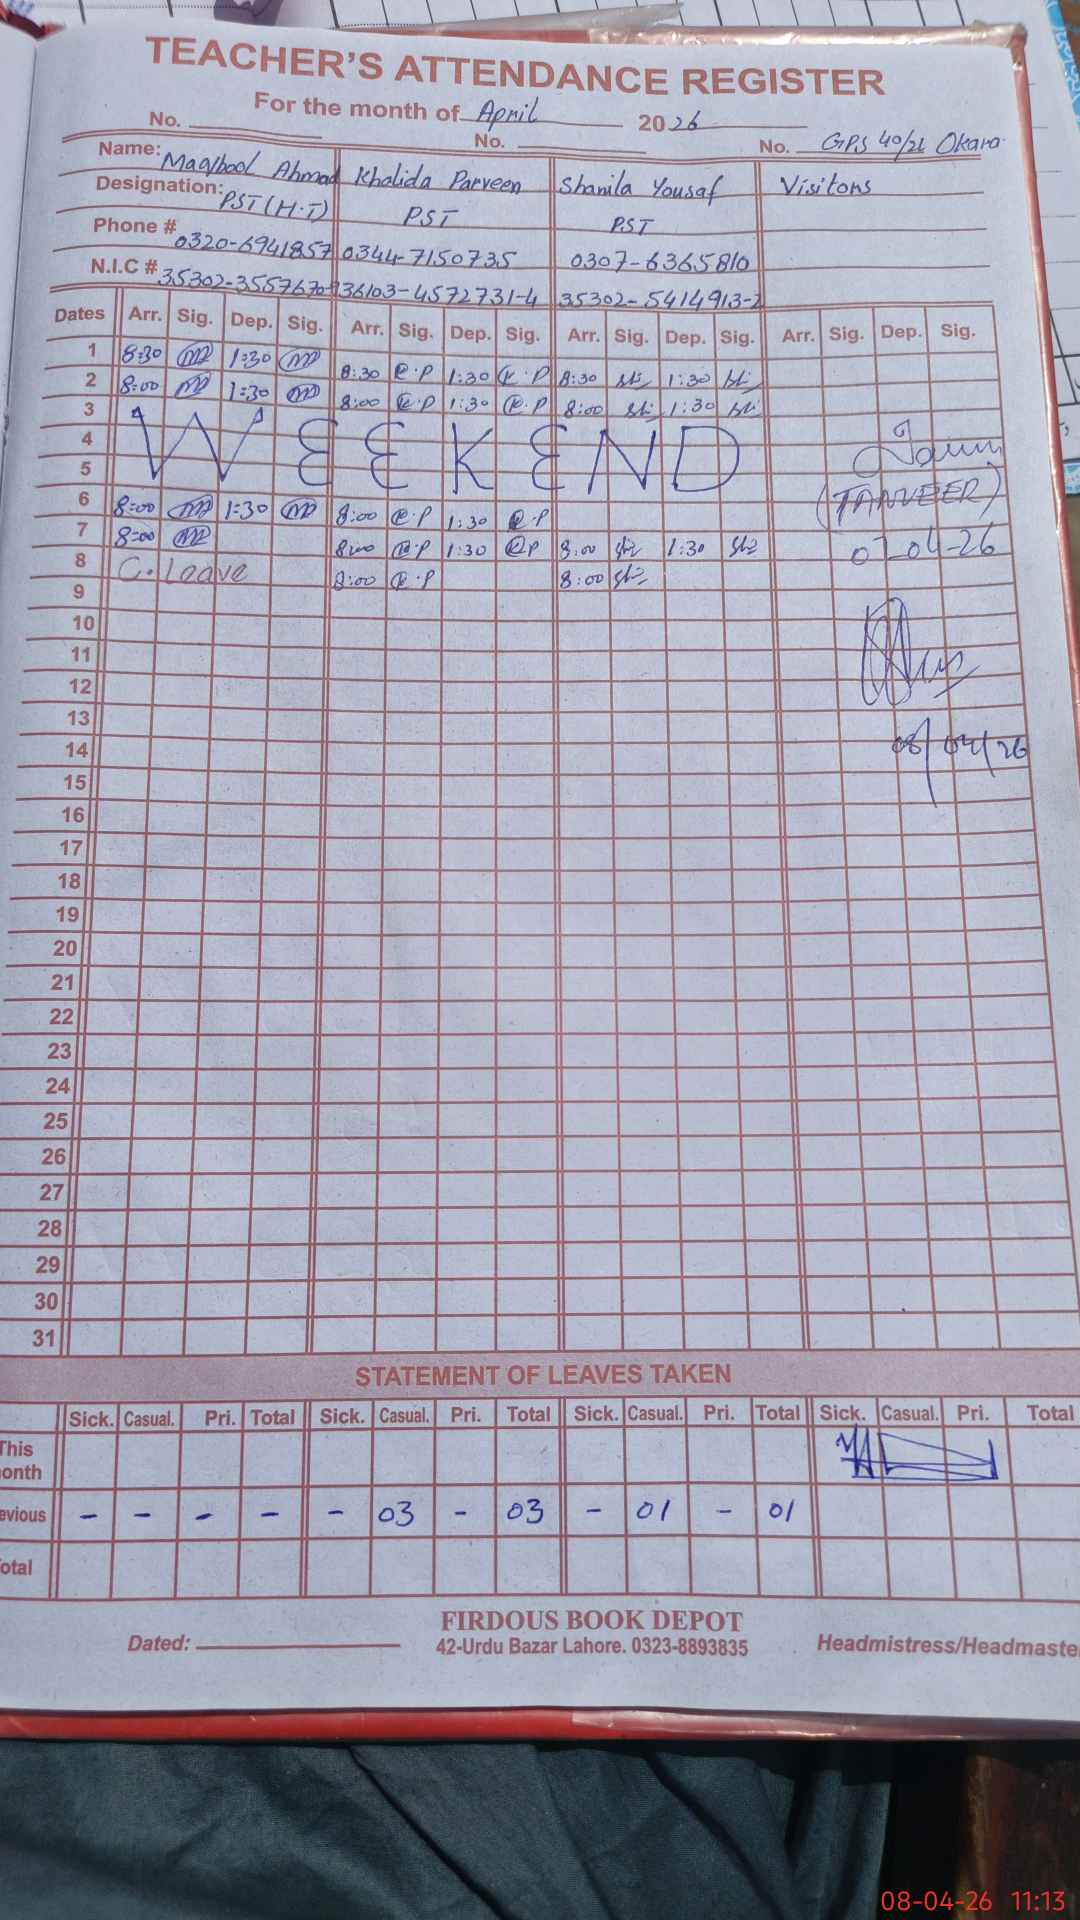 TEACHER'S ATTENDANCE REGISTER
For the month of April 2026
No. No. No. GPS 40/2L Okara
Name: Maqbool Ahmad Khalida Parveen Shanila Yousaf Visitors
Designation: PST (H.T) PST PST
Phone # 0320-6941857 0344-7150735 0307-6365810
N.I.C # 36103-4572731-4
Dates Arr. Sig. Dep. Sig. Arr. Sig. Dep. Sig. Arr. Sig. Dep. Sig. Arr. Sig. Dep. Sig.
1 8:30 1:30 8:30 K.P 1:30 K.P 8:30 1:30
2 8:00 1:30 8:00 K.P 1:30 K.P 8:00 1:30
3
4 WEEKEND
5
6 8:00 1:30 8:00 K.P 1:30 K.P (TANVEER)
7 8:00 8:00 K.P 1:30 K.P 8:00 1:30 07-04-26
8 C. Leave 8:00 K.P 8:00
9
10
11
12
13
14 08/04/26
15
16
17
18
19
20
21
22
23
24
25
26
27
28
29
30
31
STATEMENT OF LEAVES TAKEN
Sick. Casual. Pri. Total Sick. Casual. Pri. Total Sick. Casual. Pri. Total Sick. Casual. Pri. Total
This
onth
evious - - - - - 03 - 03 - 01 - 01
otal
FIRDOUS BOOK DEPOT
Dated: 42-Urdu Bazar Lahore. 0323-8893835 Headmistress/Headmaste
08-04-26 11:13